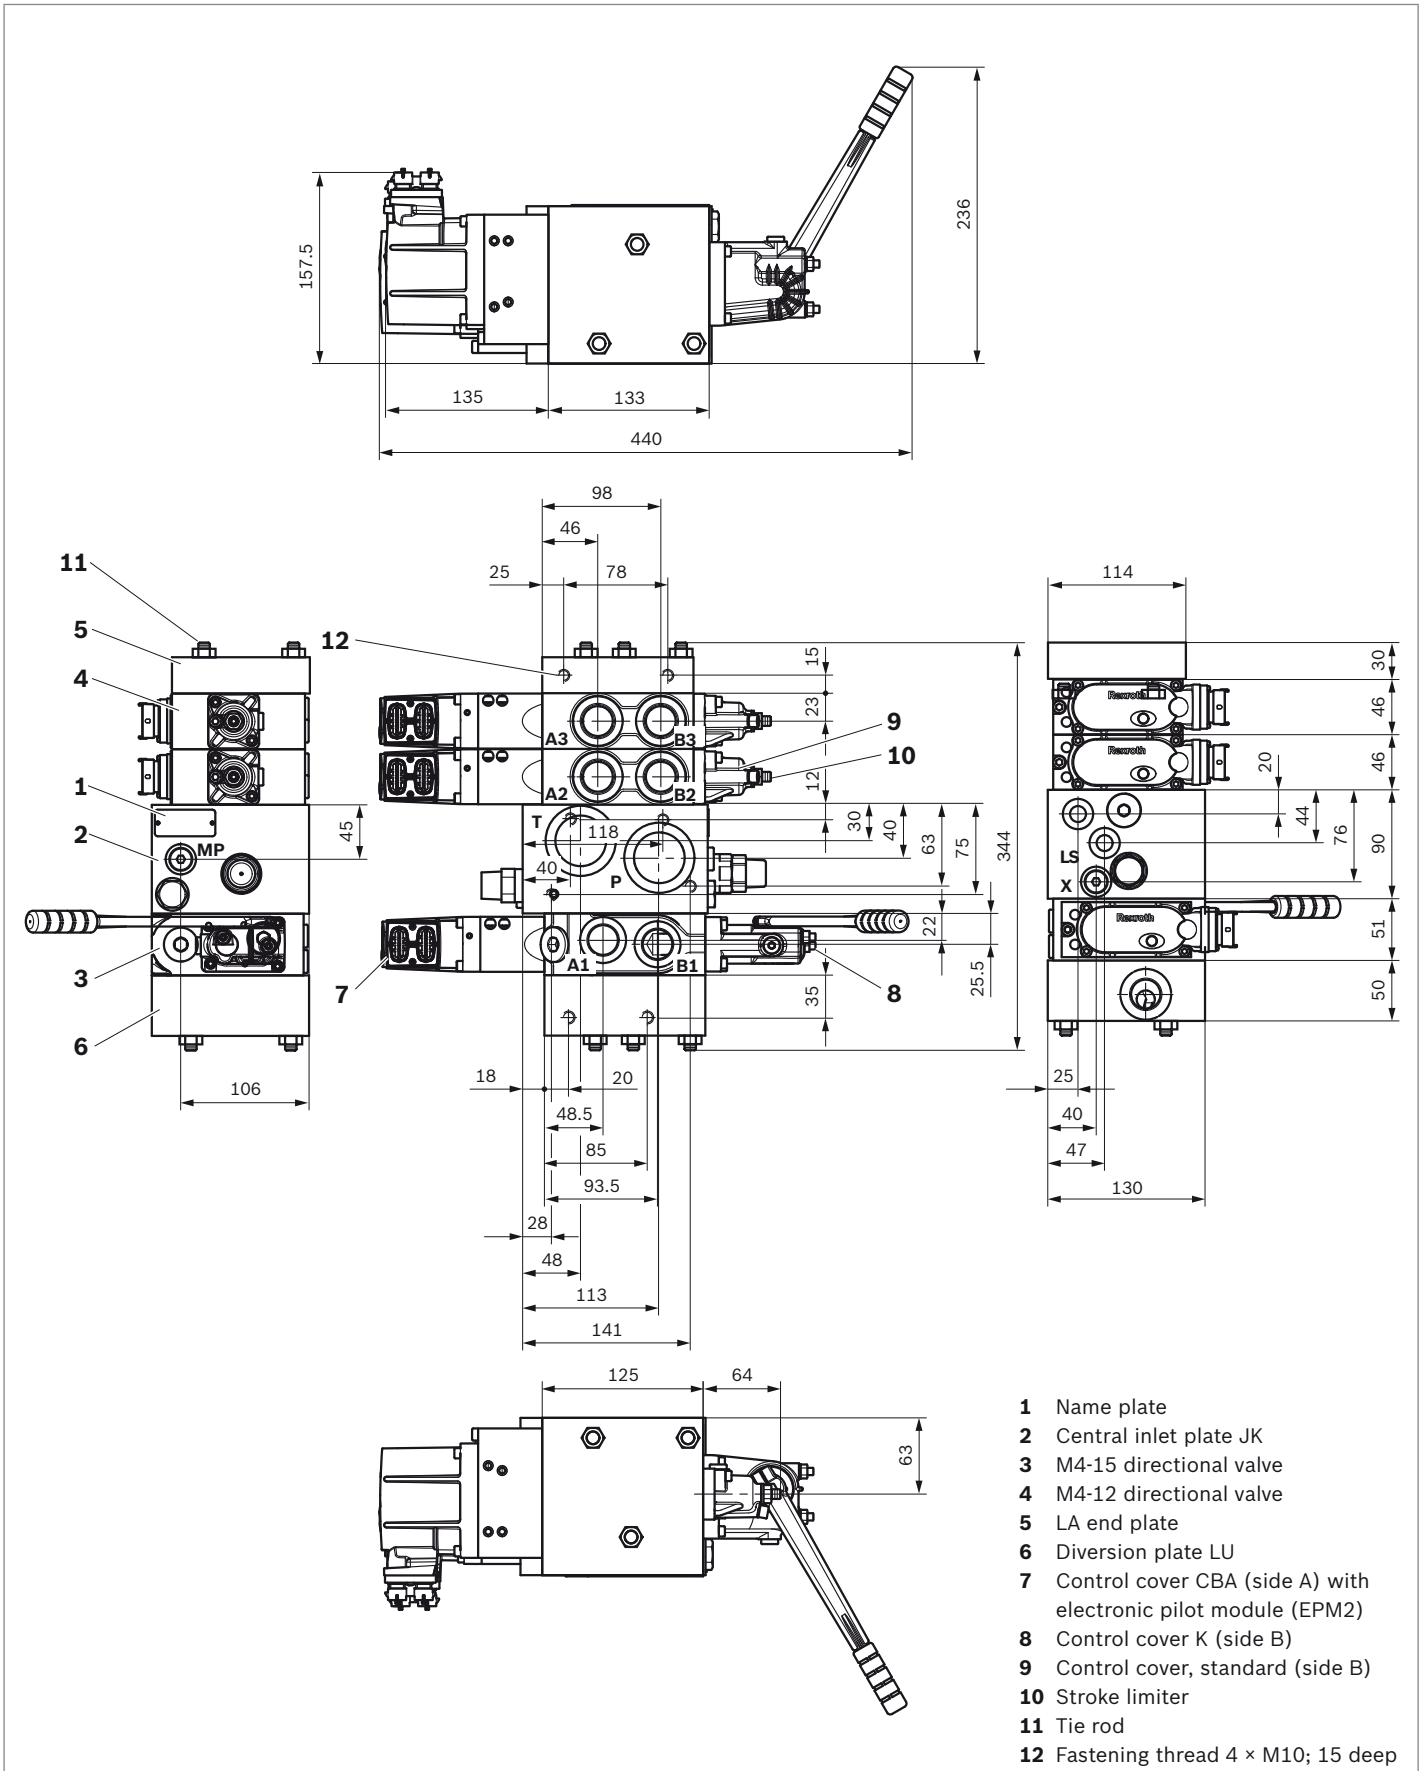 236
157.5
135
133
440
98
46
11
25
78
114
5
12
4
15
30
23
46
Rexroth
9
A3
B3
10
46
Rexroth
20
A2
B2
12
1
T
30
40
44
2
45
118
63
75
344
76
90
MP
40
P
LS
X
22
51
Rexroth
3
A1
B1
25.5
7
8
35
50
6
18
20
25
106
48.5
40
85
47
93.5
130
28
48
113
141
125
64
63
1 Name plate
2 Central inlet plate JK
3 M4-15 directional valve
4 M4-12 directional valve
5 LA end plate
6 Diversion plate LU
7 Control cover CBA (side A) with
electronic pilot module (EPM2)
8 Control cover K (side B)
9 Control cover, standard (side B)
10 Stroke limiter
11 Tie rod
12 Fastening thread 4 × M10; 15 deep